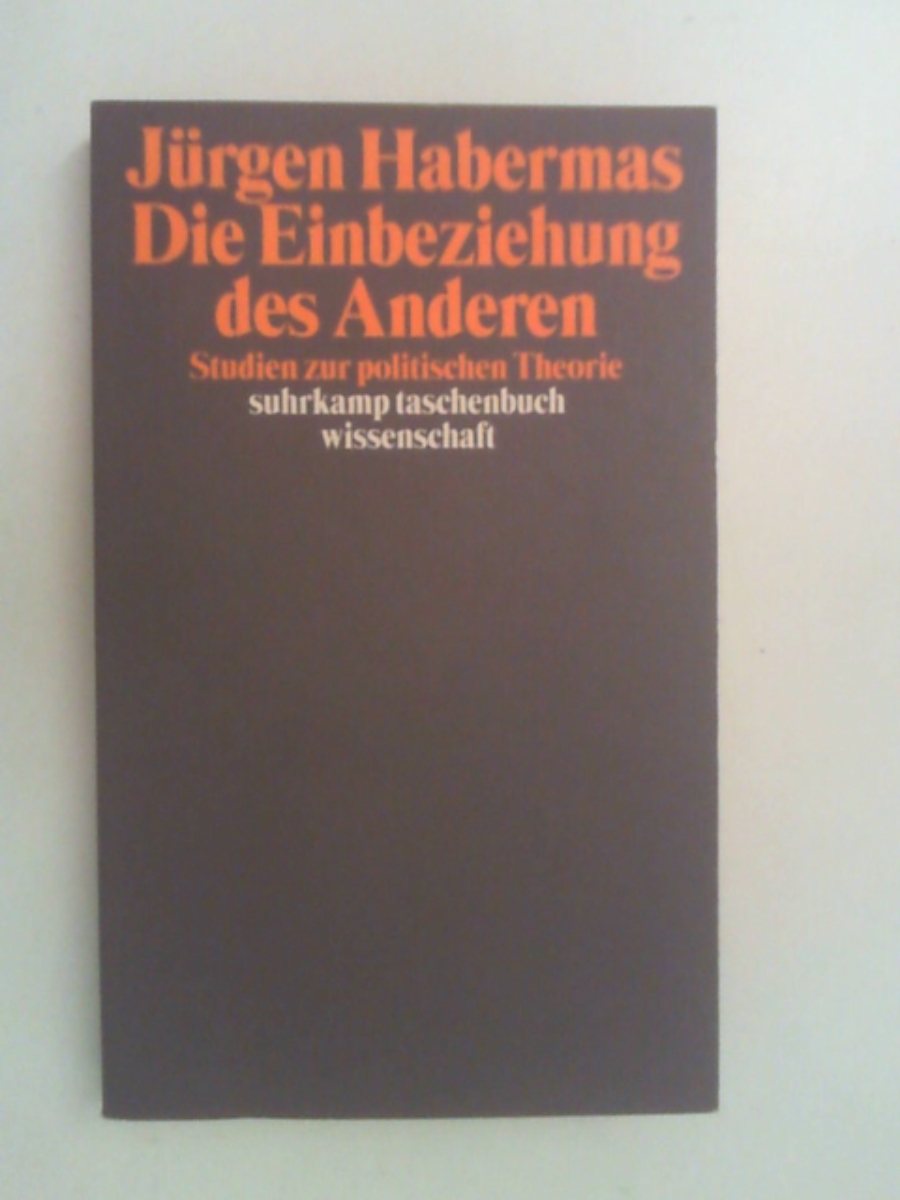 Jürgen Habermas
Die Einbeziehung
des Anderen
Studien zur politischen Theorie
suhrkamp taschenbuch
wissenschaft